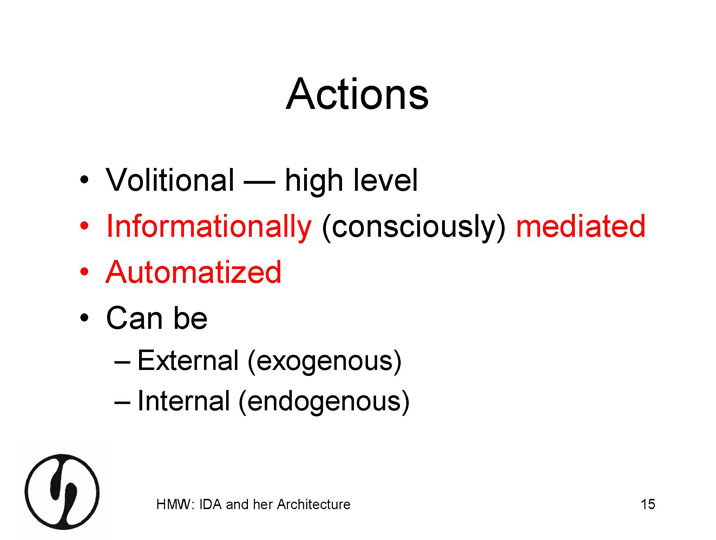 Actions
• Volitional — high level
• Informationally (consciously) mediated
• Automatized
• Can be
– External (exogenous)
– Internal (endogenous)
HMW: IDA and her Architecture
15